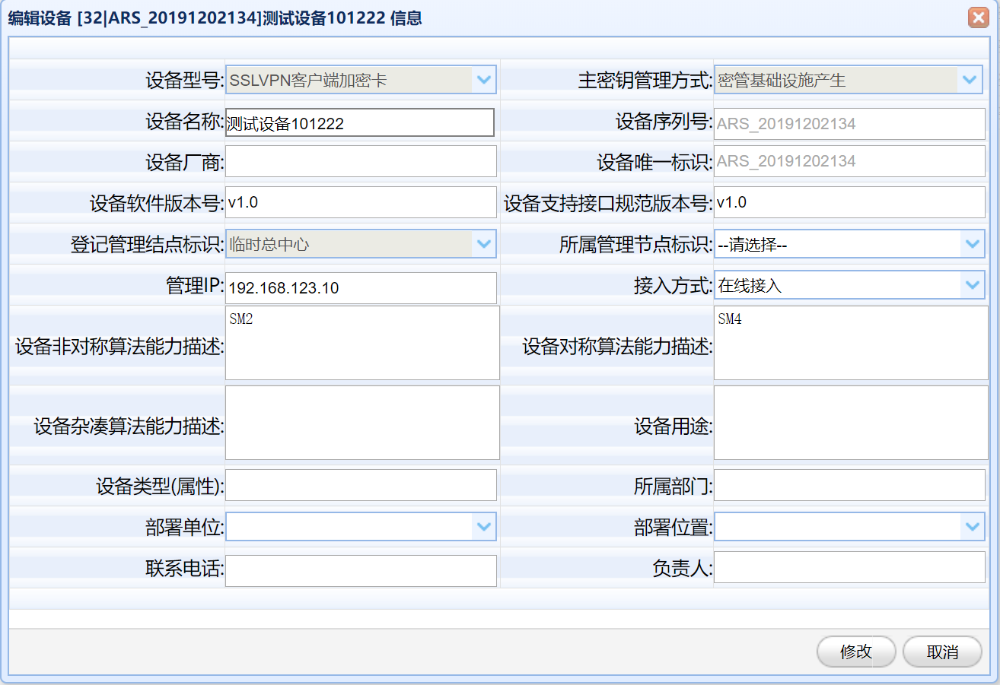 编辑设备 [32|ARS_20191202134]测试设备101222 信息
设备型号: SSLVPN客户端加密卡 主密钥管理方式: 密管基础设施产生
设备名称: 测试设备101222 设备序列号: ARS_20191202134
设备厂商: 设备唯一标识: ARS_20191202134
设备软件版本号: v1.0 设备支持接口规范版本号: v1.0
登记管理结点标识: 临时总中心 所属管理节点标识: --请选择--
管理IP: 192.168.123.10 接入方式: 在线接入
设备非对称算法能力描述: SM2 设备对称算法能力描述: SM4
设备杂凑算法能力描述: 设备用途:
设备类型(属性): 所属部门:
部署单位: 部署位置:
联系电话: 负责人:
修改 取消